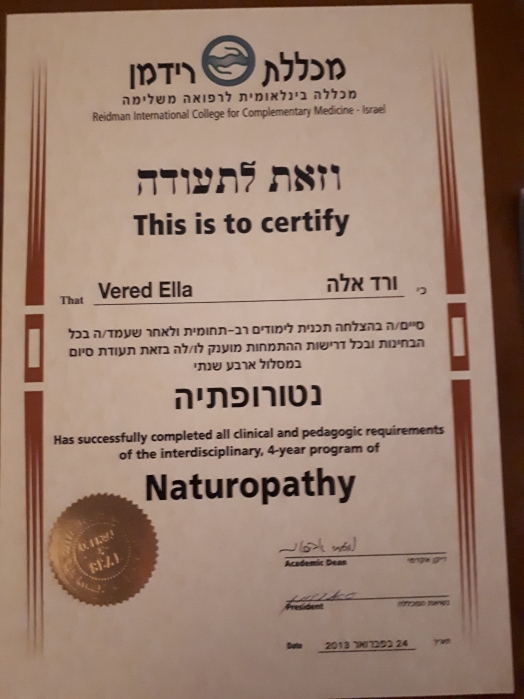 מכללת רידמן
מכללה בינלאומית לרפואה משלימה
Reidman International College for Complementary Medicine - Israel
וזאת לתעודה
This is to certify
That Vered Ella ורד אלה כי
סיים/ה בהצלחה תכנית לימודים רב-תחומית ולאחר שעמד/ה בכל
הבחינות ובכל דרישות ההתמחות מוענק לו/לה בזאת תעודת סיום
במסלול ארבע שנתי
נטורופתיה
Has successfully completed all clinical and pedagogic requirements
of the interdisciplinary, 4-year program of
Naturopathy
Academic Dean דיקן אקדמי
President נשיאת המכללה
Date 24 בפברואר 2013 תאריך